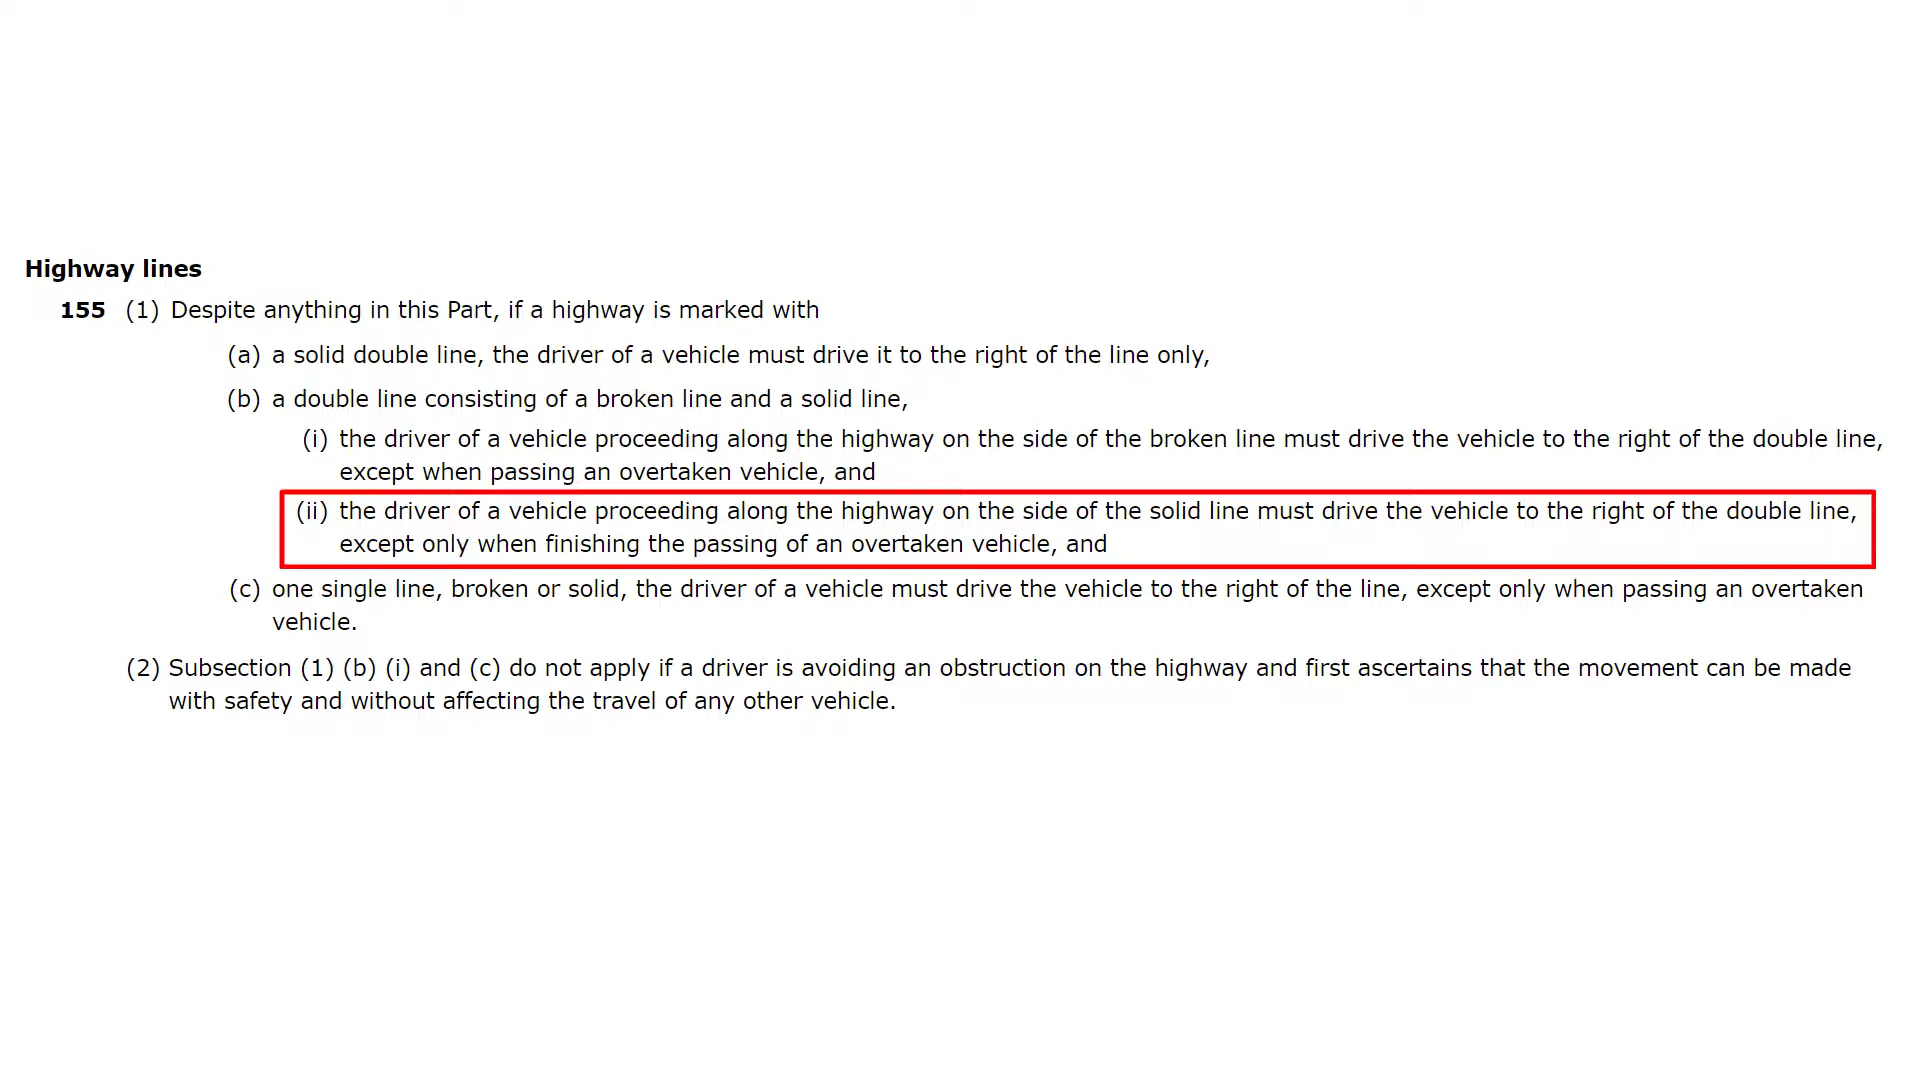 Highway lines
155 (1) Despite anything in this Part, if a highway is marked with
(a) a solid double line, the driver of a vehicle must drive it to the right of the line only,
(b) a double line consisting of a broken line and a solid line,
(i) the driver of a vehicle proceeding along the highway on the side of the broken line must drive the vehicle to the right of the double line,
except when passing an overtaken vehicle, and
(ii) the driver of a vehicle proceeding along the highway on the side of the solid line must drive the vehicle to the right of the double line,
except only when finishing the passing of an overtaken vehicle, and
(c) one single line, broken or solid, the driver of a vehicle must drive the vehicle to the right of the line, except only when passing an overtaken
vehicle.
(2) Subsection (1) (b) (i) and (c) do not apply if a driver is avoiding an obstruction on the highway and first ascertains that the movement can be made
with safety and without affecting the travel of any other vehicle.